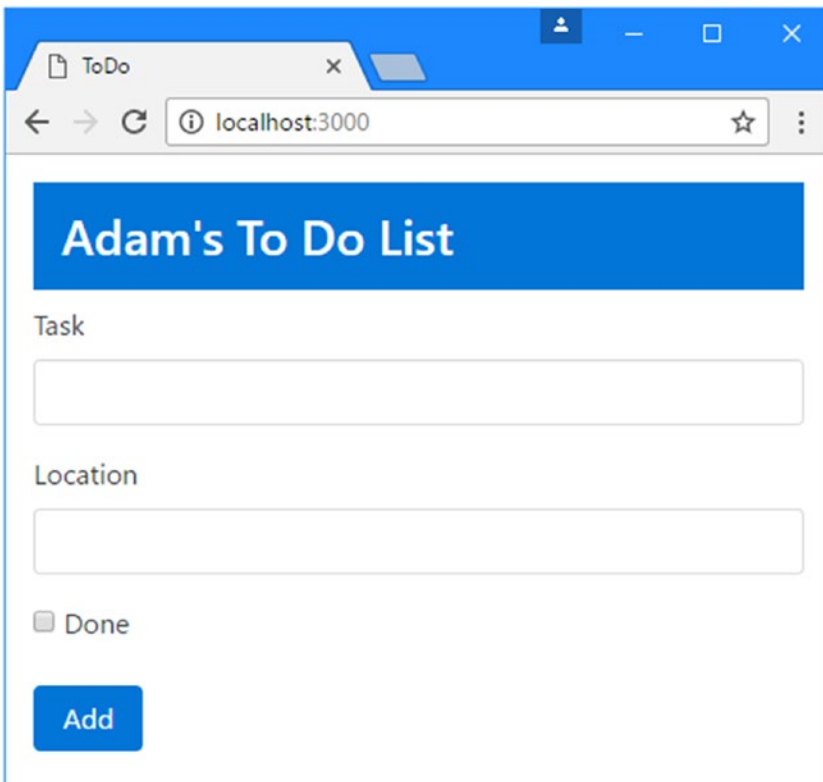 ToDo
localhost:3000
Adam's To Do List
Task
Location
Done
Add